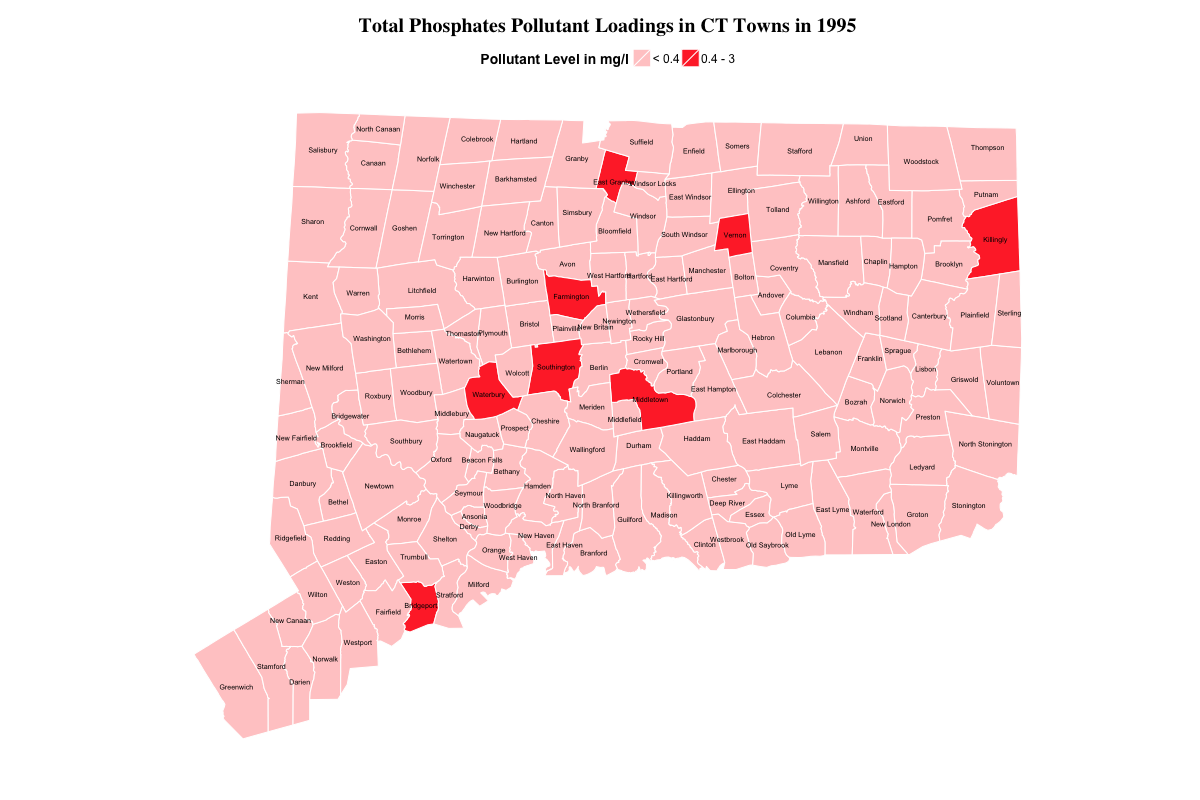 Total Phosphates Pollutant Loadings in CT Towns in 1995
Pollutant Level in mg/l < 0.4 0.4 - 3
North Canaan
Colebrook
Hartland
Salisbury
Canaan
Norfolk
Granby
Suffield
Enfield
Somers
Stafford
Union
Woodstock
Thompson
Winchester
Barkhamsted
East Granby
Windsor Locks
East Windsor
Ellington
Tolland
Willington
Ashford
Eastford
Putnam
Sharon
Cornwall
Goshen
Torrington
New Hartford
Canton
Simsbury
Bloomfield
Windsor
South Windsor
Vernon
Pomfret
Killingly
Kent
Warren
Litchfield
Harwinton
Burlington
Avon
West Hartford
Hartford
East Hartford
Manchester
Bolton
Coventry
Mansfield
Chaplin
Hampton
Brooklyn
Farmington
Andover
Morris
Washington
Bethlehem
Thomaston
Plymouth
Bristol
Plainville
New Britain
Newington
Wethersfield
Glastonbury
Rocky Hill
Columbia
Windham
Scotland
Canterbury
Plainfield
Sterling
New Milford
Watertown
Wolcott
Southington
Berlin
Cromwell
Portland
Marlborough
Hebron
Lebanon
Franklin
Sprague
Lisbon
Griswold
Voluntown
Sherman
Roxbury
Woodbury
Waterbury
Middletown
East Hampton
Colchester
Bozrah
Norwich
Preston
Bridgewater
Middlebury
Naugatuck
Prospect
Cheshire
Meriden
Middlefield
New Fairfield
Brookfield
Southbury
Oxford
Beacon Falls
Bethany
Wallingford
Durham
Haddam
East Haddam
Salem
Montville
Ledyard
North Stonington
Danbury
Bethel
Newtown
Seymour
Woodbridge
Hamden
North Haven
North Branford
Killingworth
Chester
Deep River
Essex
Lyme
East Lyme
Waterford
New London
Groton
Stonington
Ridgefield
Redding
Monroe
Ansonia
Derby
Shelton
Orange
New Haven
West Haven
East Haven
Branford
Guilford
Madison
Clinton
Westbrook
Old Saybrook
Old Lyme
Easton
Trumbull
Weston
Wilton
Milford
Stratford
Bridgeport
Fairfield
New Canaan
Westport
Norwalk
Stamford
Darien
Greenwich